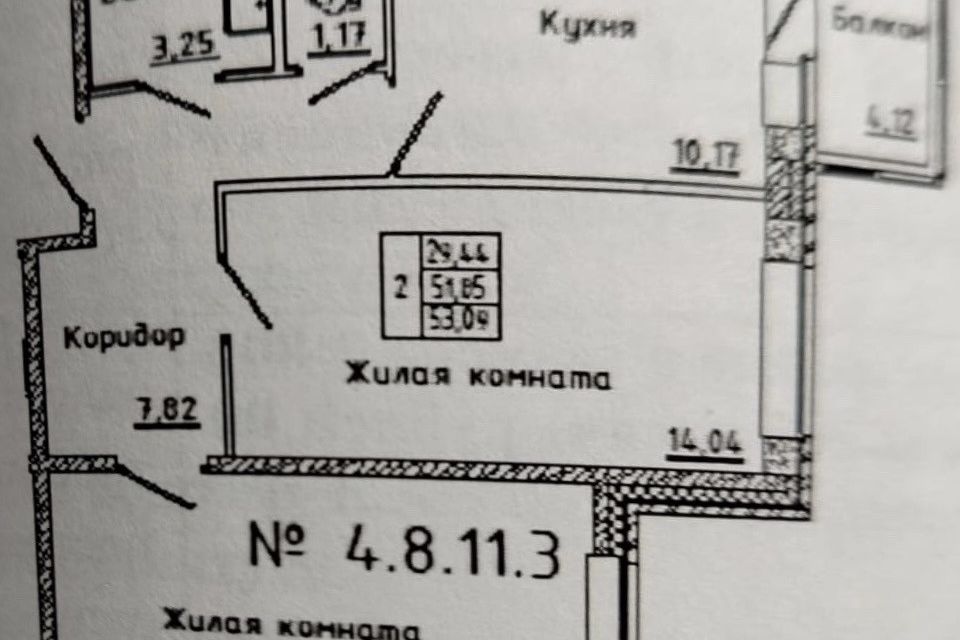 3,25
1,17
Кухня
Балкон
4,12
10,17
2
29,44
51,85
53,09
Коридор
7,82
Жилая комната
14,04
№ 4.8.11.3
Жилая комната